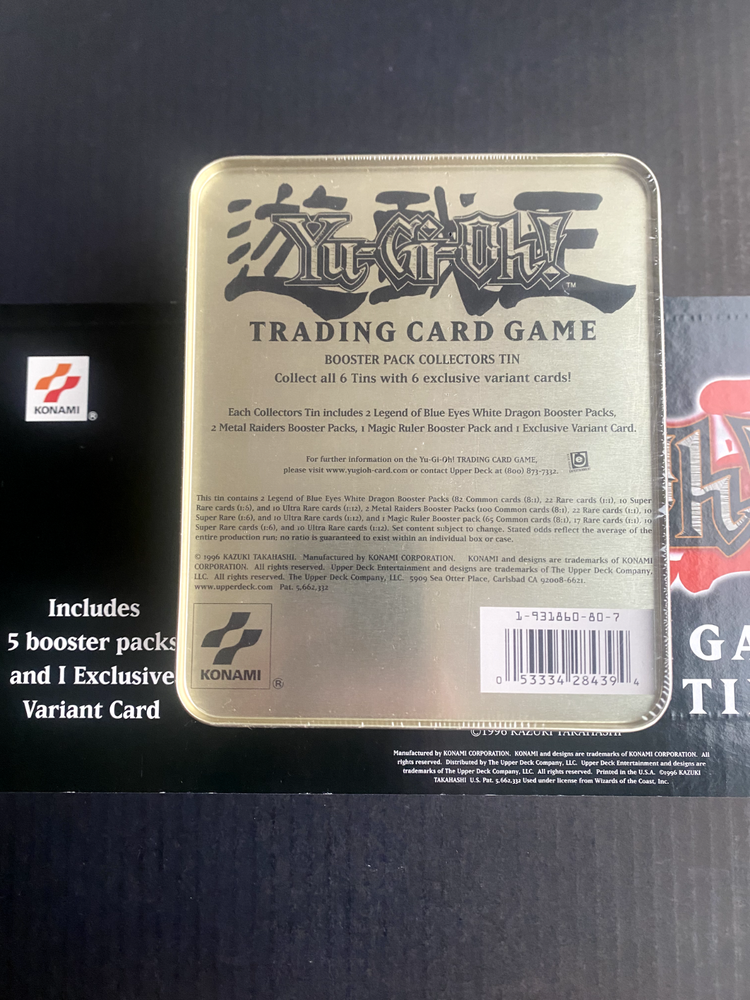 遊戯王
Yu-Gi-Oh!
™
TRADING CARD GAME
BOOSTER PACK COLLECTORS TIN
Collect all 6 Tins with 6 exclusive variant cards!
Each Collectors Tin includes 2 Legend of Blue Eyes White Dragon Booster Packs,
2 Metal Raiders Booster Packs, 1 Magic Ruler Booster Pack and 1 Exclusive Variant Card.
For further information on the Yu-Gi-Oh! TRADING CARD GAME,
please visit www.yugioh-card.com or contact Upper Deck at (800) 873-7332.
This tin contains 2 Legend of Blue Eyes White Dragon Booster Packs (82 Common cards (8:1), 22 Rare cards (1:1), 10 Super
Rare cards (1:6), and 10 Ultra Rare cards (1:12), 2 Metal Raiders Booster Packs (100 Common cards (8:1), 22 Rare cards (1:1), 10
Super Rare (1:6), and 10 Ultra Rare cards (1:12), and 1 Magic Ruler Booster pack (65 Common cards (8:1), 17 Rare cards (1:1), 10
Super Rare cards (1:6), and 10 Ultra Rare cards (1:12). Set content subject to change. Stated odds reflect the average of the
entire production run; no ratio is guaranteed to exist within an individual box or case.
© 1996 KAZUKI TAKAHASHI. Manufactured by KONAMI CORPORATION. KONAMI and designs are trademarks of KONAMI
CORPORATION. All rights reserved. Upper Deck Entertainment and designs are trademarks of The Upper Deck Company,
LLC. All rights reserved. The Upper Deck Company, LLC. 5909 Sea Otter Place, Carlsbad CA 92008-6621.
www.upperdeck.com Pat. 5,662,332
KONAMI ®
1-931860-80-7
0 53334 28439 4
KONAMI ®
Includes
5 booster packs
and 1 Exclusive
Variant Card
GA
TI
©1996 KAZUKI TAKAHASHI
Manufactured by KONAMI CORPORATION. KONAMI and designs are trademarks of KONAMI CORPORATION. All
rights reserved. Distributed by The Upper Deck Company, LLC. Upper Deck Entertainment and designs are
trademarks of The Upper Deck Company, LLC. All rights reserved. Printed in the U.S.A. ©1996 KAZUKI
TAKAHASHI U.S. Pat. 5,662,332 Used under license from Wizards of the Coast, Inc.